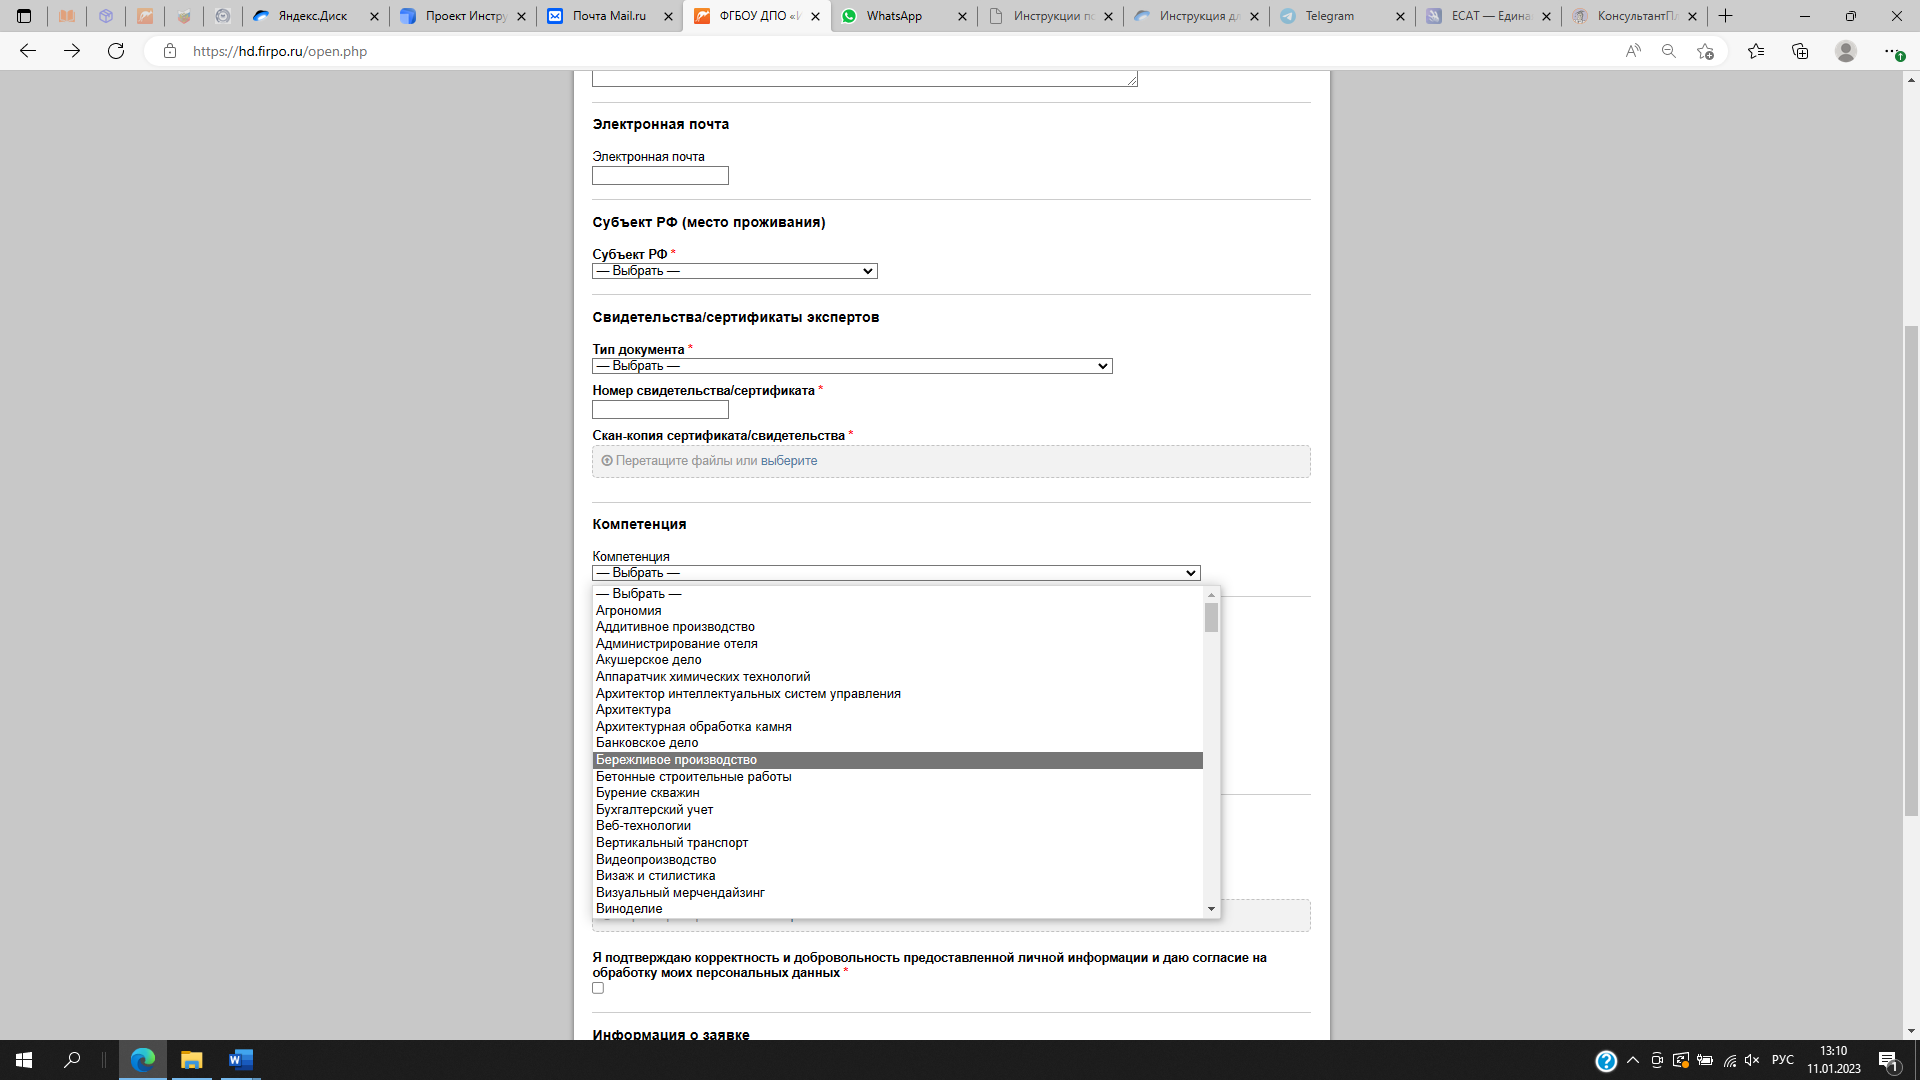 Яндекс.Диск
Проект Инстру
Почта Mail.ru
ФГБОУ ДПО «И
WhatsApp
Инструкции по
Инструкция дл
Telegram
ЕСАТ — Едина
КонсультантПл
https://hd.firpo.ru/open.php
Электронная почта
Электронная почта
Субъект РФ (место проживания)
Субъект РФ *
— Выбрать —
Свидетельства/сертификаты экспертов
Тип документа *
— Выбрать —
Номер свидетельства/сертификата *
Скан-копия сертификата/свидетельства *
Перетащите файлы или выберите
Компетенция
Компетенция
— Выбрать —
— Выбрать —
Агрономия
Аддитивное производство
Администрирование отеля
Акушерское дело
Аппаратчик химических технологий
Архитектор интеллектуальных систем управления
Архитектура
Архитектурная обработка камня
Банковское дело
Бережливое производство
Бетонные строительные работы
Бурение скважин
Бухгалтерский учет
Веб-технологии
Вертикальный транспорт
Видеопроизводство
Визаж и стилистика
Визуальный мерчендайзинг
Виноделие
Я подтверждаю корректность и добровольность предоставленной личной информации и даю согласие на
обработку моих персональных данных *
Информация о заявке
РУС
13:10
11.01.2023
1